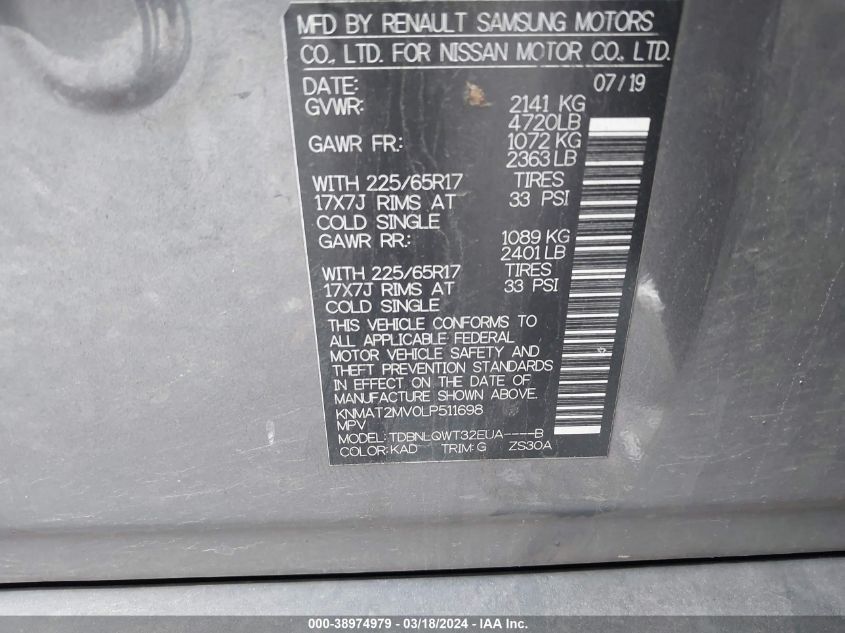 MFD BY RENAULT SAMSUNG MOTORS
CO., LTD. FOR NISSAN MOTOR CO., LTD.
DATE: 07/19
GVWR: 2141 KG
4720LB
GAWR FR: 1072 KG
2363 LB
WITH 225/65R17 TIRES
17X7J RIMS AT 33 PSI
COLD SINGLE
GAWR RR: 1089 KG
2401 LB
WITH 225/65R17 TIRES
17X7J RIMS AT 33 PSI
COLD SINGLE
THIS VEHICLE CONFORMS TO
ALL APPLICABLE FEDERAL
MOTOR VEHICLE SAFETY AND
THEFT PREVENTION STANDARDS
IN EFFECT ON THE DATE OF
MANUFACTURE SHOWN ABOVE.
KNMAT2MV0LP511698
MPV
MODEL: TDBNLQWT32EUA----B
COLOR: KAD TRIM: G ZS30A
000-38974979 - 03/18/2024 - IAA Inc.